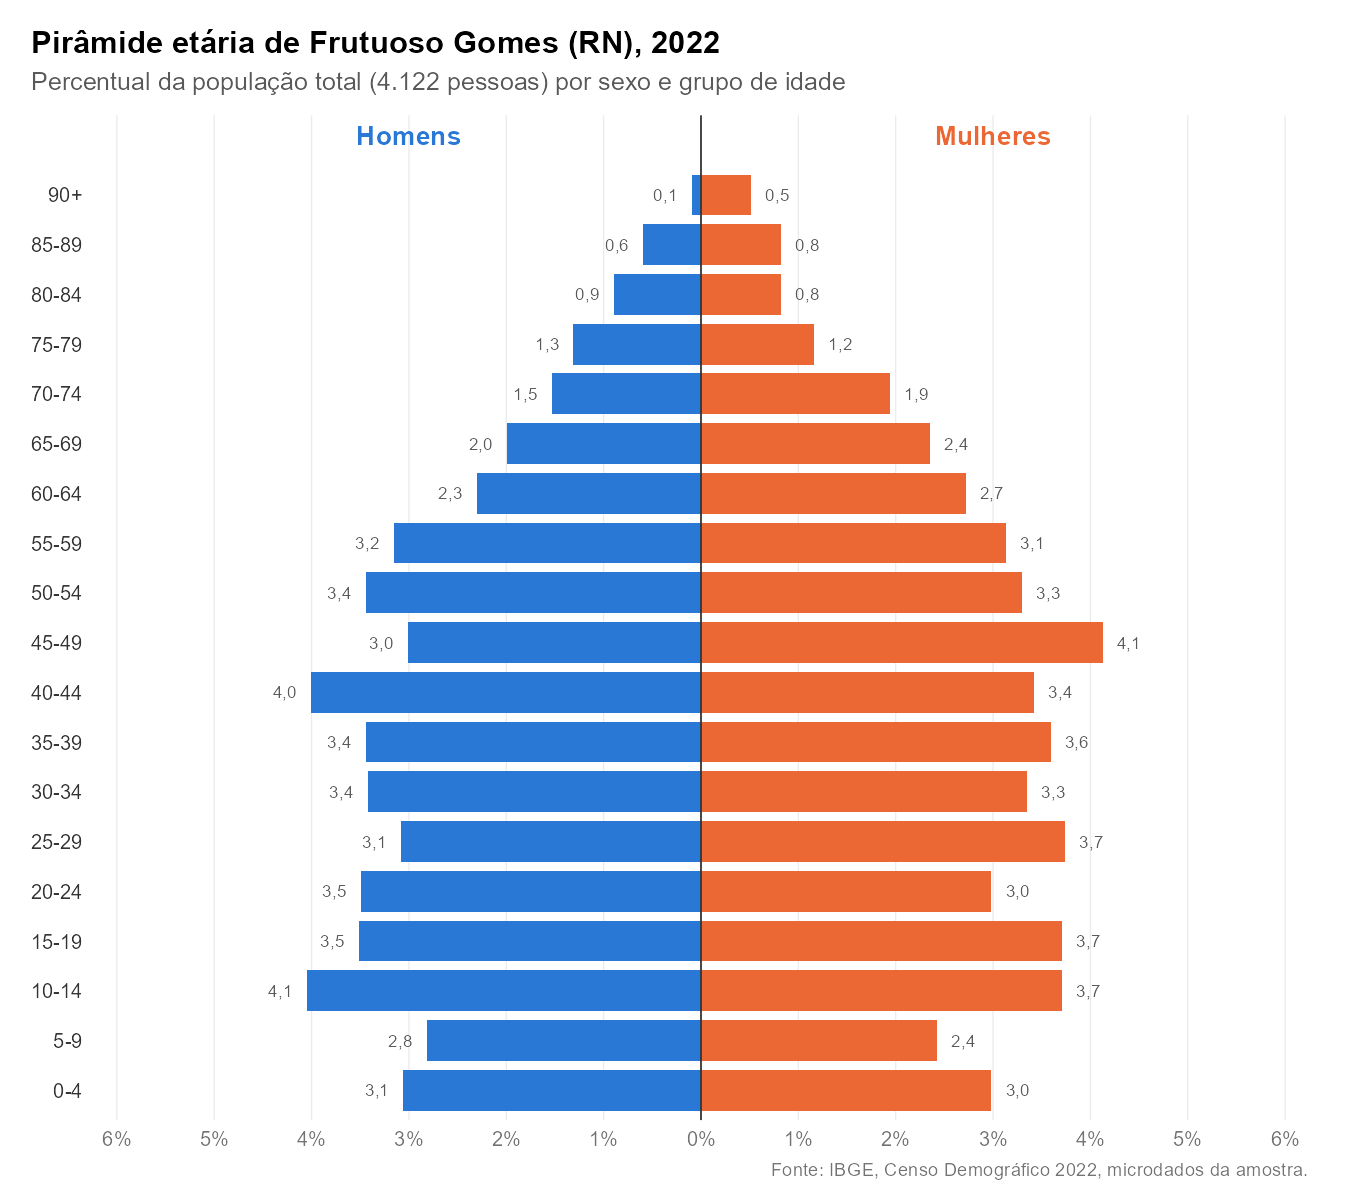 Pirâmide etária de Frutuoso Gomes (RN), 2022
Percentual da população total (4.122 pessoas) por sexo e grupo de idade
Homens Mulheres
90+ 0,1 0,5
85-89 0,6 0,8
80-84 0,9 0,8
75-79 1,3 1,2
70-74 1,5 1,9
65-69 2,0 2,4
60-64 2,3 2,7
55-59 3,2 3,1
50-54 3,4 3,3
45-49 3,0 4,1
40-44 4,0 3,4
35-39 3,4 3,6
30-34 3,4 3,3
25-29 3,1 3,7
20-24 3,5 3,0
15-19 3,5 3,7
10-14 4,1 3,7
5-9 2,8 2,4
0-4 3,1 3,0
6% 5% 4% 3% 2% 1% 0% 1% 2% 3% 4% 5% 6%
Fonte: IBGE, Censo Demográfico 2022, microdados da amostra.